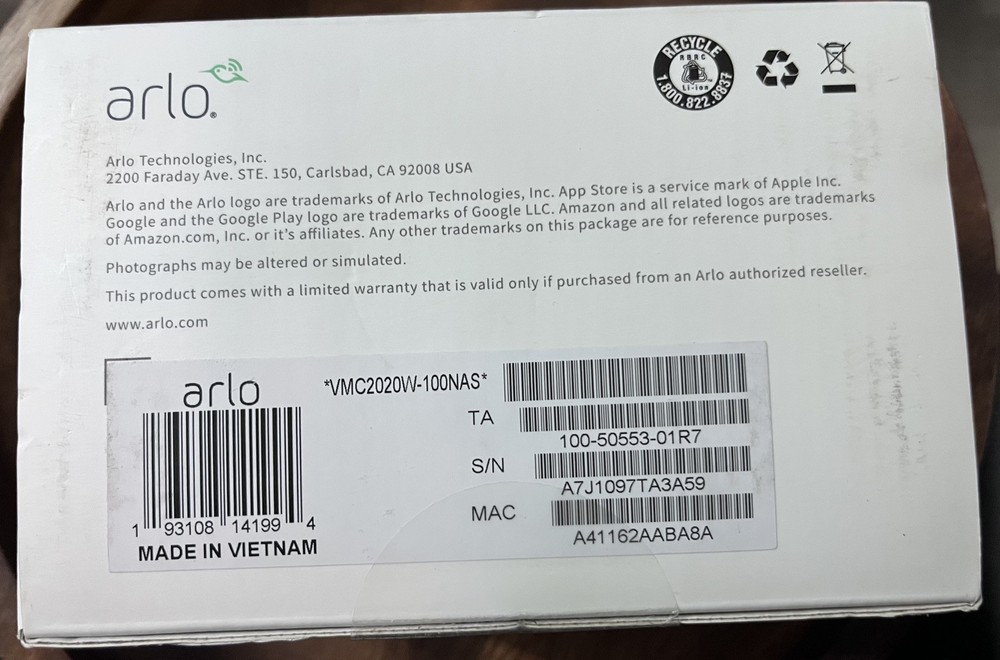 arlo®
RECYCLE
RBRC
Li-ion
1.800.822.8837
Arlo Technologies, Inc.
2200 Faraday Ave. STE. 150, Carlsbad, CA 92008 USA
Arlo and the Arlo logo are trademarks of Arlo Technologies, Inc. App Store is a service mark of Apple Inc.
Google and the Google Play logo are trademarks of Google LLC. Amazon and all related logos are trademarks
of Amazon.com, Inc. or it's affiliates. Any other trademarks on this package are for reference purposes.
Photographs may be altered or simulated.
This product comes with a limited warranty that is valid only if purchased from an Arlo authorized reseller.
www.arlo.com
arlo
*VMC2020W-100NAS*
TA
100-50553-01R7
S/N
A7J1097TA3A59
MAC
A41162AABA8A
1 93108 14199 4
MADE IN VIETNAM